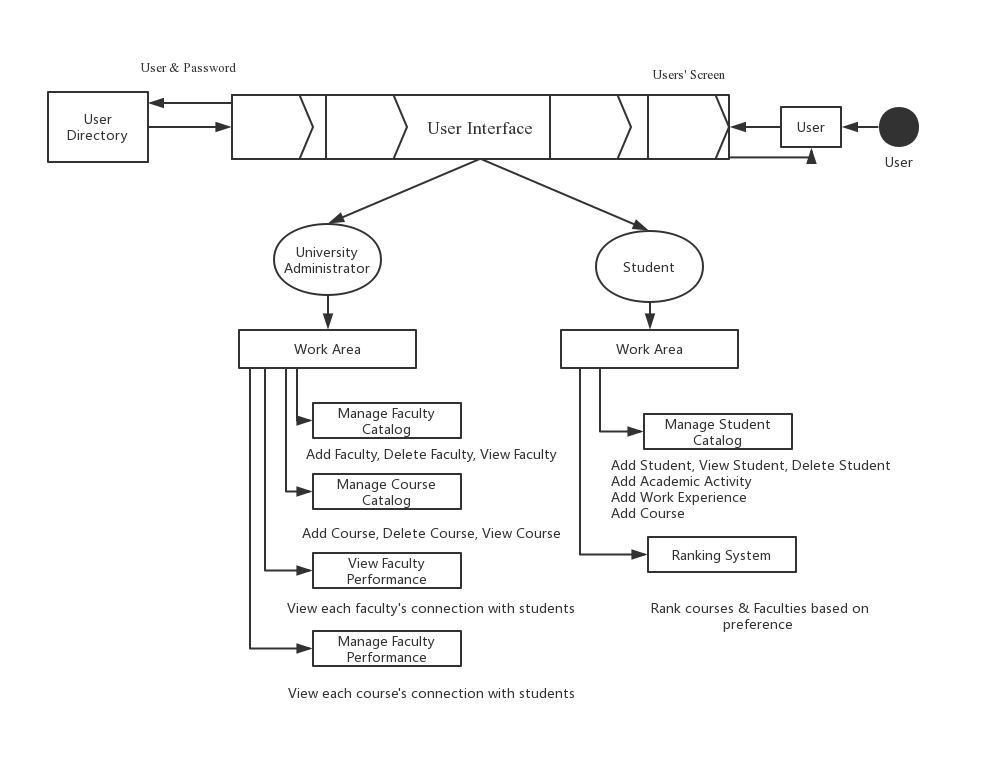 User & Password
Users' Screen
User
Directory
User Interface
User
User
University
Administrator
Student
Work Area
Work Area
Manage Faculty
Catalog
Add Faculty, Delete Faculty, View Faculty
Manage Course
Catalog
Add Course, Delete Course, View Course
View Faculty
Performance
View each faculty's connection with students
Manage Faculty
Performance
View each course's connection with students
Manage Student
Catalog
Add Student, View Student, Delete Student
Add Academic Activity
Add Work Experience
Add Course
Ranking System
Rank courses & Faculties based on
preference